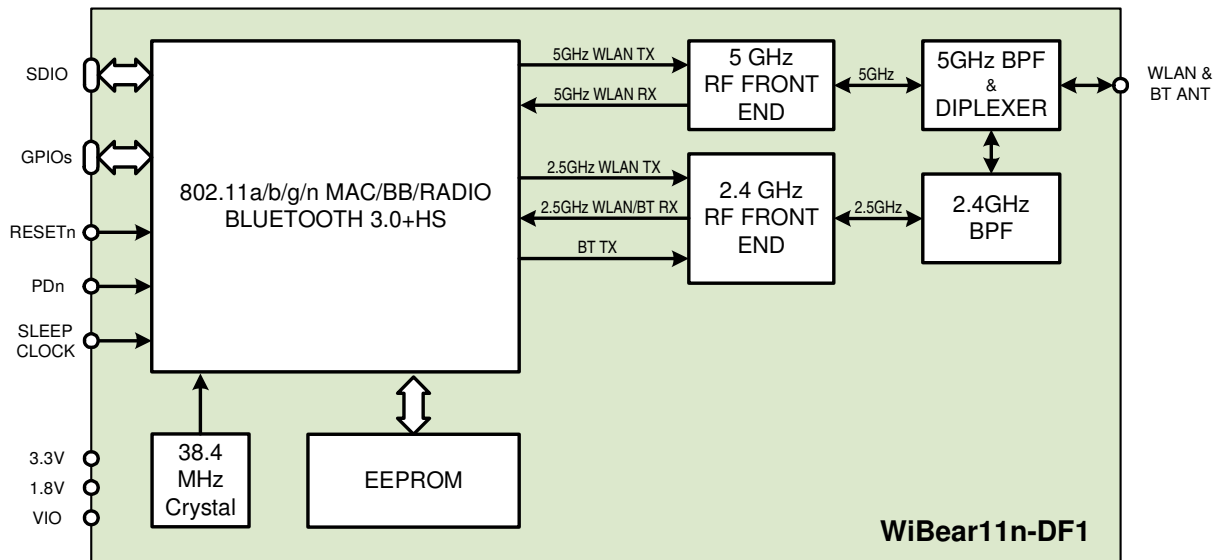 SDIO
GPIOs
RESETn
PDn
SLEEP
CLOCK
3.3V
1.8V
VIO
802.11a/b/g/n MAC/BB/RADIO
BLUETOOTH 3.0+HS
38.4
MHz
Crystal
EEPROM
5GHz WLAN TX
5GHz WLAN RX
2.5GHz WLAN TX
2.5GHz WLAN/BT RX
BT TX
5 GHz
RF FRONT
END
2.4 GHz
RF FRONT
END
5GHz
2.5GHz
5GHz BPF
&
DIPLEXER
2.4GHz
BPF
WLAN &
BT ANT
WiBear11n-DF1